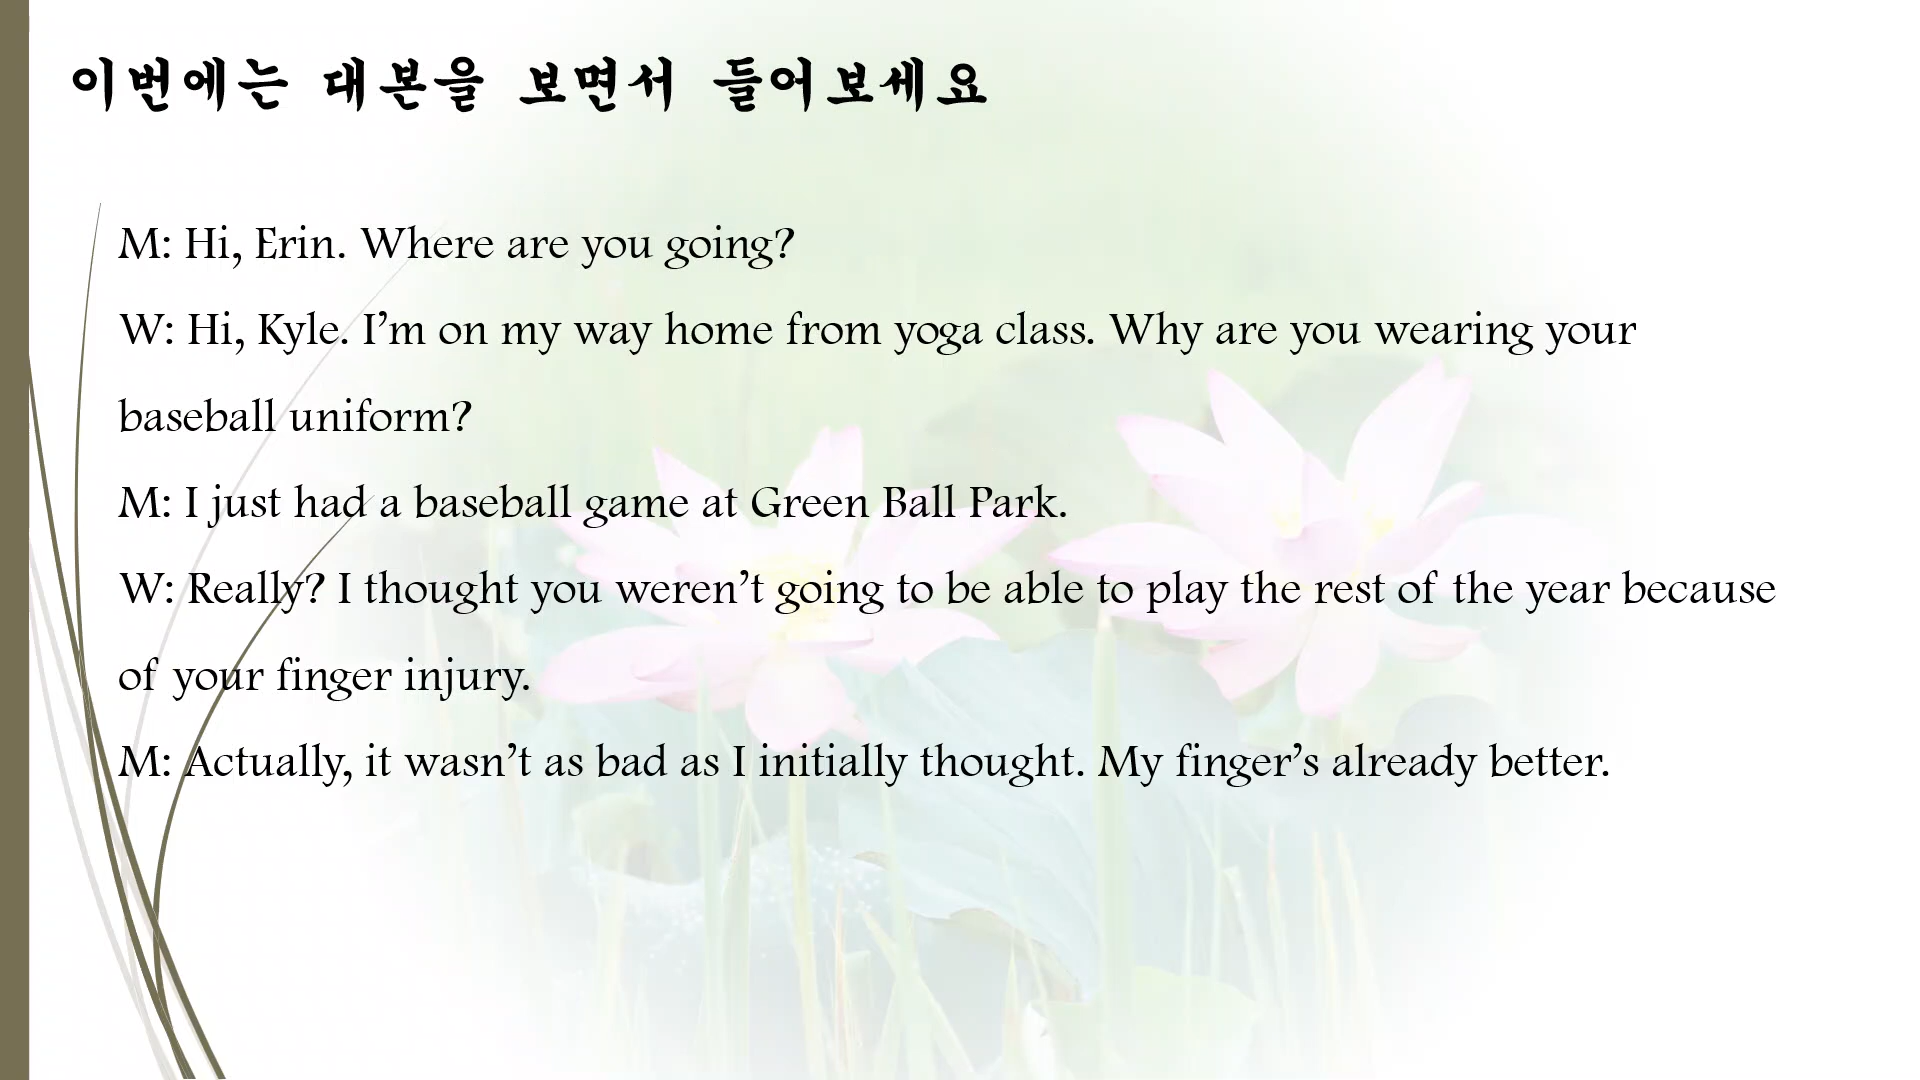 이번에는 대본을 보면서 들어보세요
M: Hi, Erin. Where are you going?
W: Hi, Kyle. I’m on my way home from yoga class. Why are you wearing your
baseball uniform?
M: I just had a baseball game at Green Ball Park.
W: Really? I thought you weren’t going to be able to play the rest of the year because
of your finger injury.
M: Actually, it wasn’t as bad as I initially thought. My finger’s already better.